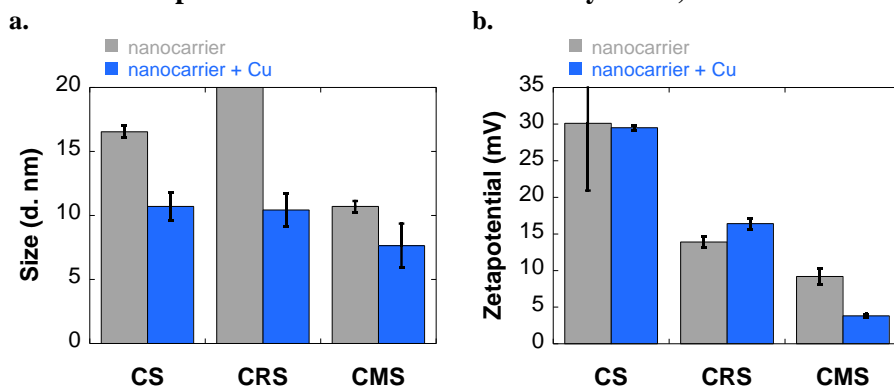 a.
nanocarrier
nanocarrier + Cu
20
15
10
5
0
Size (d. nm)
CS CRS CMS
b.
nanocarrier
nanocarrier + Cu
35
30
25
20
15
10
5
0
Zetapotential (mV)
CS CRS CMS